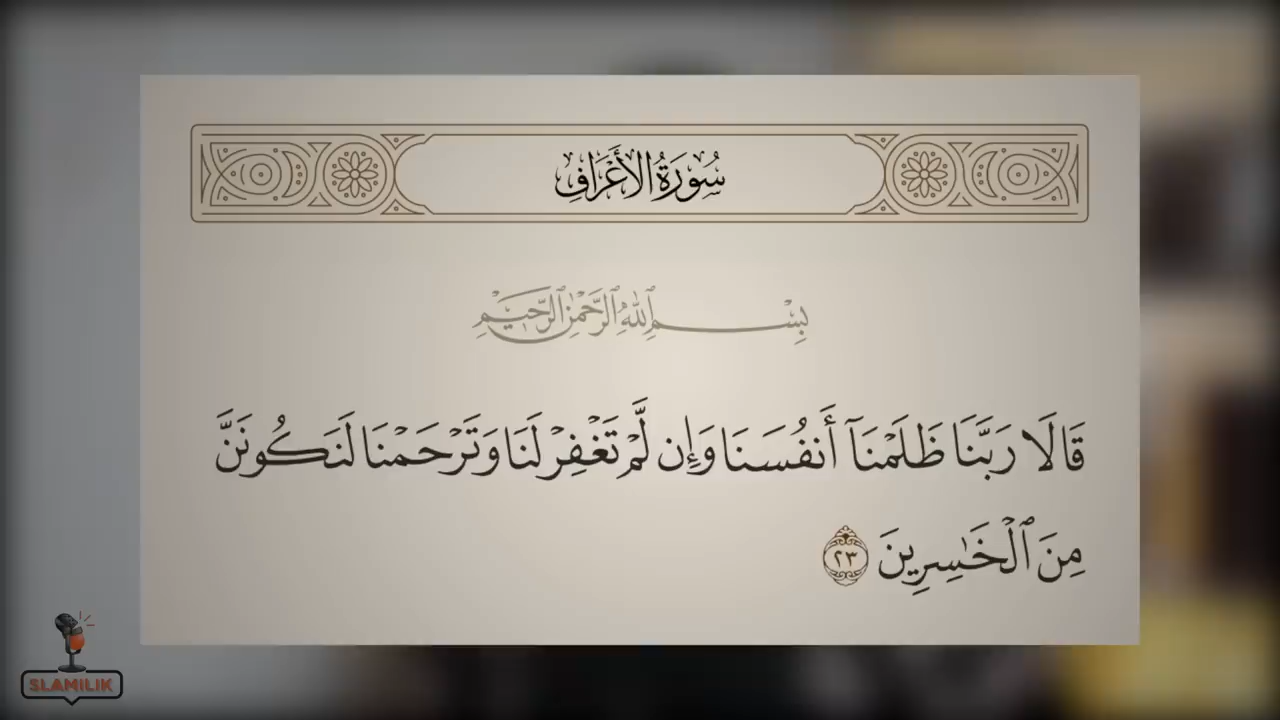 سُورَةُ الأَعْرَافِ
بِسْمِ اللَّهِ الرَّحْمَٰنِ الرَّحِيمِ
قَالَا رَبَّنَا ظَلَمْنَآ أَنفُسَنَا وَإِن لَّمْ تَغْفِرْ لَنَا وَتَرْحَمْنَا لَنَكُونَنَّ
مِنَ ٱلْخَـٰسِرِينَ ٢٣
SLAMILIK